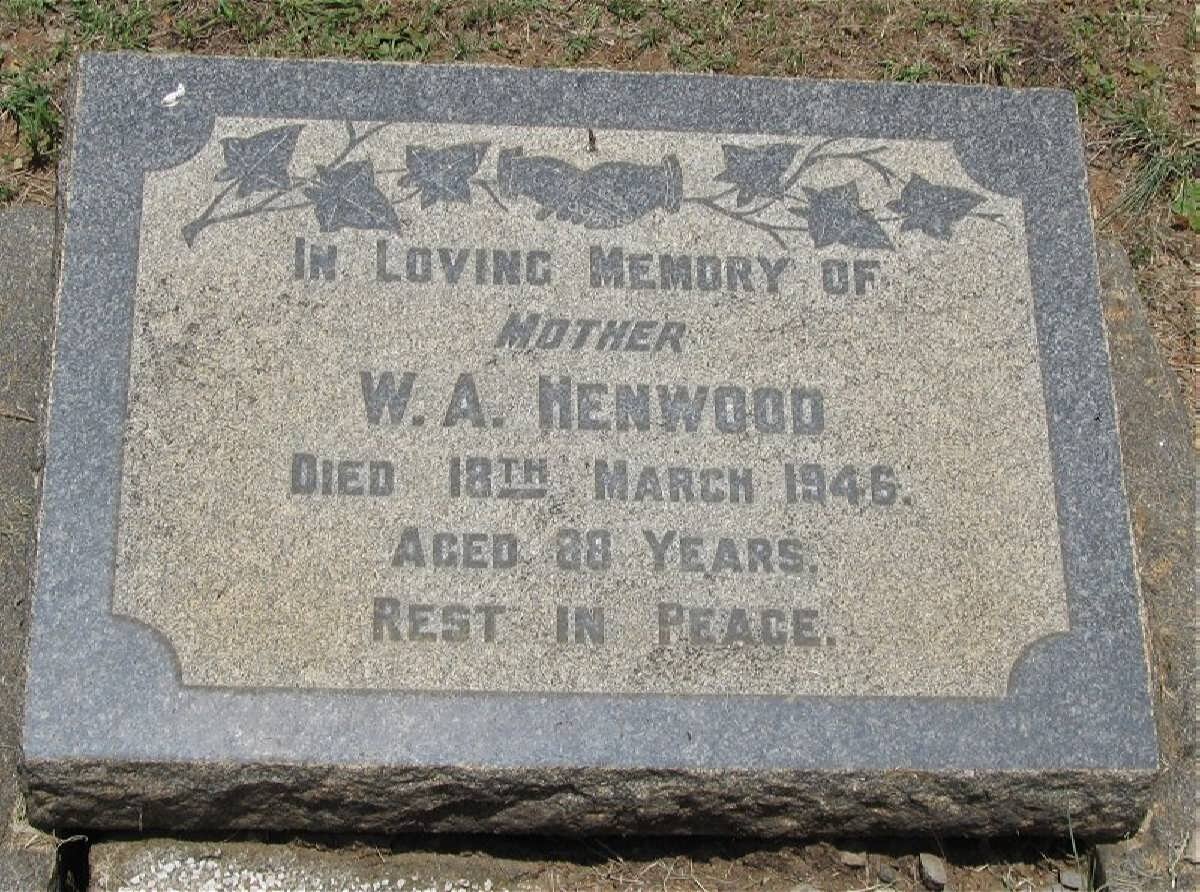 In Loving Memory of
Mother
W. A. Henwood
Died 18th March 1946.
Aged 88 Years.
Rest in Peace.